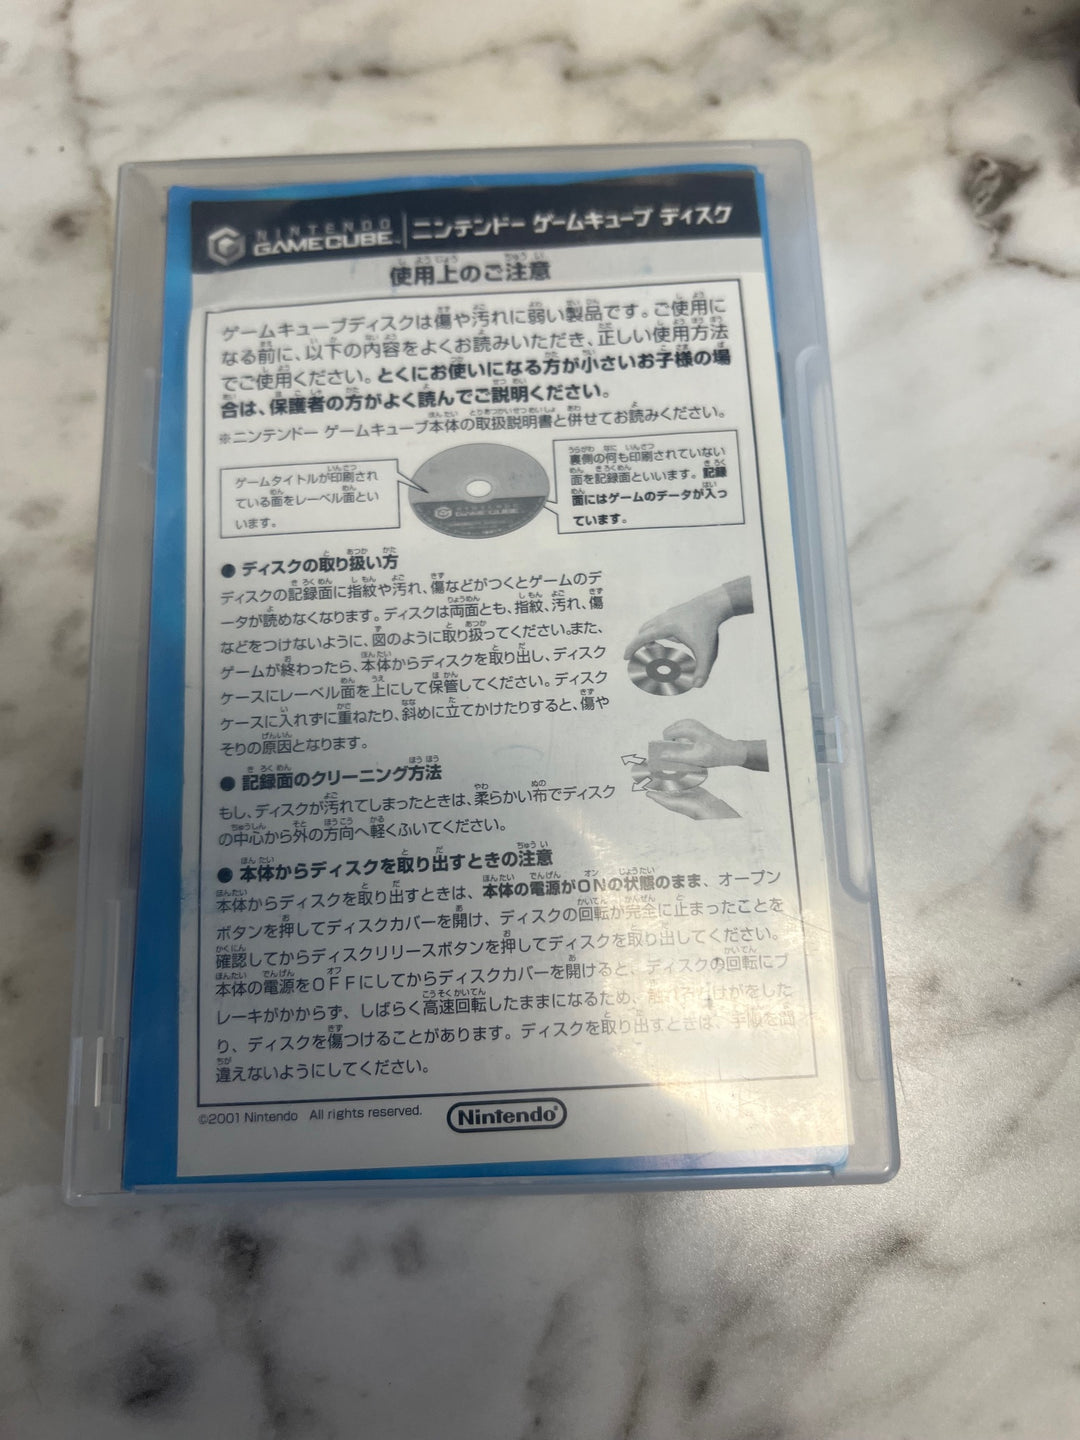 NINTENDO
GAMECUBE™ ニンテンドー ゲームキューブ ディスク
使用上のご注意
ゲームキューブディスクは傷や汚れに弱い製品です。ご使用に
なる前に、以下の内容をよくお読みいただき、正しい使用方法
でご使用ください。とくにお使いになる方が小さいお子様の場
合は、保護者の方がよく読んでご説明ください。
※ニンテンドー ゲームキューブ本体の取扱説明書と併せてお読みください。
ゲームタイトルが印刷され
ている面をレーベル面とい
います。
NINTENDO
GAMECUBE
裏側の何も印刷されていない
面を記録面といいます。記録
面にはゲームのデータが入っ
ています。
● ディスクの取り扱い方
ディスクの記録面に指紋や汚れ、傷などがつくとゲームのデ
ータが読めなくなります。ディスクは両面とも、指紋、汚れ、傷
などをつけないように、図のように取り扱ってください。また、
ゲームが終わったら、本体からディスクを取り出し、ディスク
ケースにレーベル面を上にして保管してください。ディスク
ケースに入れずに重ねたり、斜めに立てかけたりすると、傷や
そりの原因となります。
● 記録面のクリーニング方法
もし、ディスクが汚れてしまったときは、柔らかい布でディスク
の中心から外の方向へ軽くふいてください。
● 本体からディスクを取り出すときの注意
本体からディスクを取り出すときは、本体の電源がONの状態のまま、オープン
ボタンを押してディスクカバーを開け、ディスクの回転が完全に止まったことを
確認してからディスクリリースボタンを押してディスクを取り出してください。
本体の電源をOFFにしてからディスクカバーを開けると、ディスクの回転にブ
レーキがかからず、しばらく高速回転したままになるため、触れるとけがをした
り、ディスクを傷つけることがあります。ディスクを取り出すときは、手順を間
違えないようにしてください。
©2001 Nintendo All rights reserved.
Nintendo®